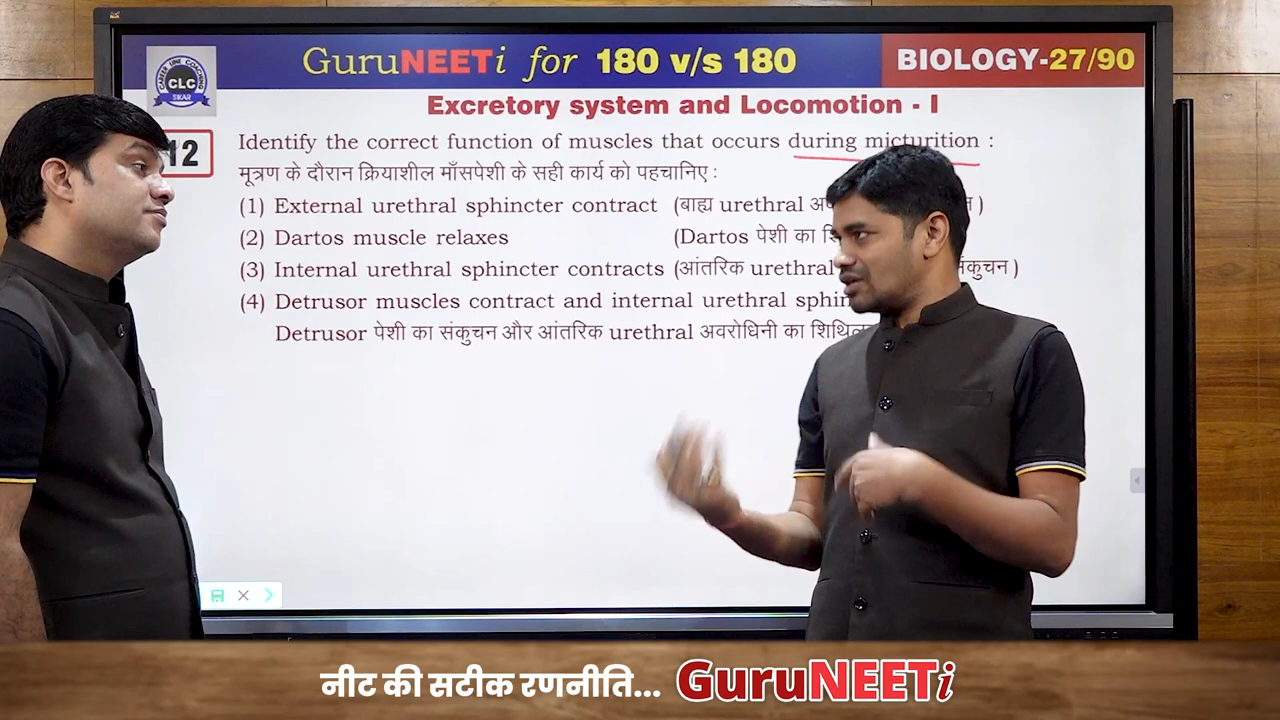 GuruNEETi for 180 v/s 180
BIOLOGY-27/90
CAREER LINE COACHING
CLC
SIKAR
Excretory system and Locomotion - I
12
Identify the correct function of muscles that occurs during micturition :
मूत्रण के दौरान क्रियाशील माँसपेशी के सही कार्य को पहचानिए :
(1) External urethral sphincter contract (बाह्य urethral )
(2) Dartos muscle relaxes (Dartos पेशी का
(3) Internal urethral sphincter contracts (आंतरिक urethral संकुचन )
(4) Detrusor muscles contract and internal urethral
Detrusor पेशी का संकुचन और आंतरिक urethral अवरोधिनी का
नीट की सटीक रणनीति... GuruNEETi